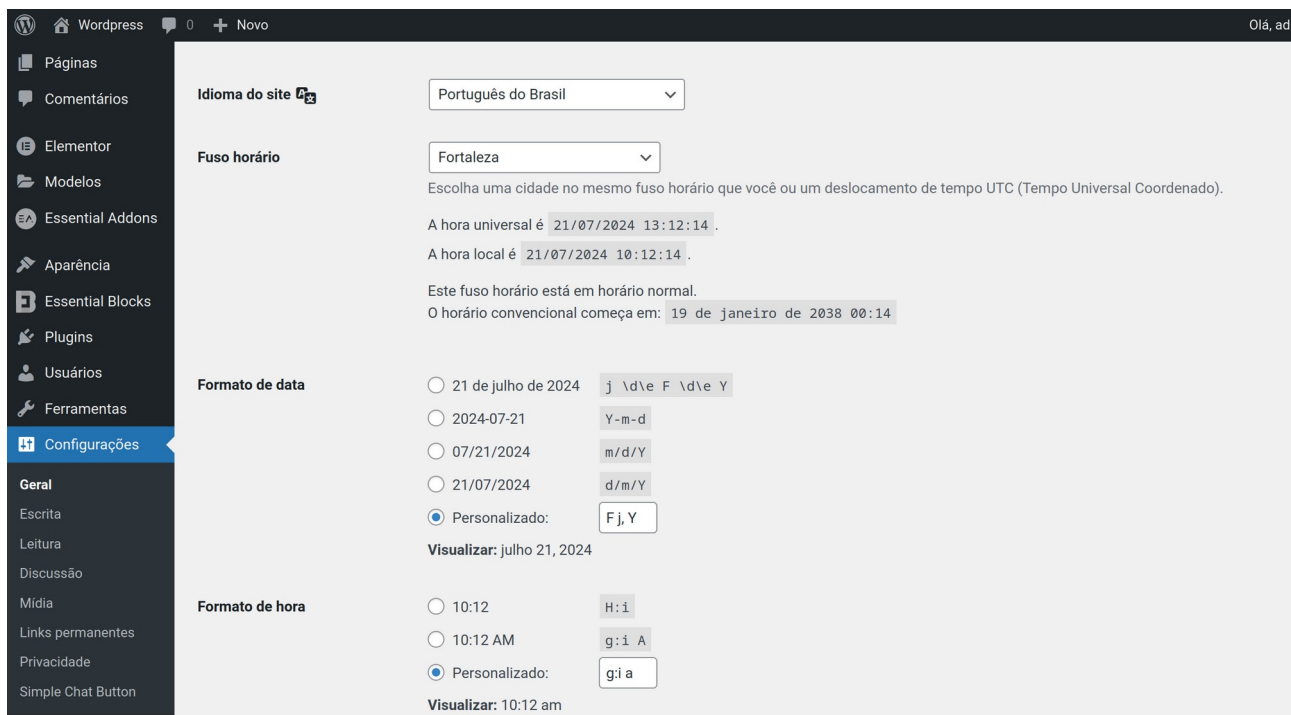 Wordpress 0 Novo Olá, ad
Páginas
Comentários
Elementor
Modelos
Essential Addons
Aparência
Essential Blocks
Plugins
Usuários
Ferramentas
Configurações
Geral
Escrita
Leitura
Discussão
Mídia
Links permanentes
Privacidade
Simple Chat Button
Idioma do site Português do Brasil
Fuso horário Fortaleza
Escolha uma cidade no mesmo fuso horário que você ou um deslocamento de tempo UTC (Tempo Universal Coordenado).
A hora universal é 21/07/2024 13:12:14 .
A hora local é 21/07/2024 10:12:14 .
Este fuso horário está em horário normal.
O horário convencional começa em: 19 de janeiro de 2038 00:14
Formato de data 21 de julho de 2024 j \d\e F \d\e Y
2024-07-21 Y-m-d
07/21/2024 m/d/Y
21/07/2024 d/m/Y
Personalizado: F j, Y
Visualizar: julho 21, 2024
Formato de hora 10:12 H:i
10:12 AM g:i A
Personalizado: g:i a
Visualizar: 10:12 am